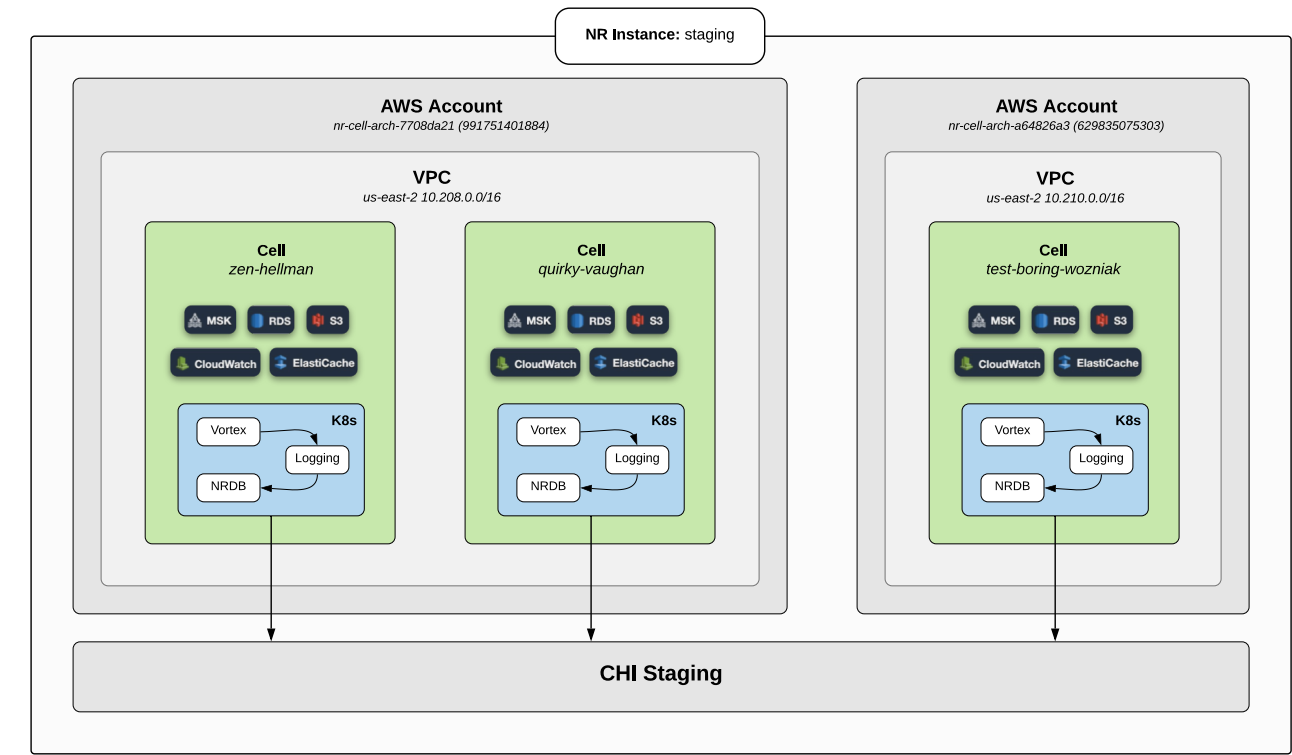 NR Instance: staging
AWS Account
nr-cell-arch-7708da21 (991751401884)
VPC
us-east-2 10.208.0.0/16
Cell
zen-hellman
MSK
RDS
S3
CloudWatch
ElastiCache
K8s
Vortex
Logging
NRDB
Cell
quirky-vaughan
MSK
RDS
S3
CloudWatch
ElastiCache
K8s
Vortex
Logging
NRDB
AWS Account
nr-cell-arch-a64826a3 (629835075303)
VPC
us-east-2 10.210.0.0/16
Cell
test-boring-wozniak
MSK
RDS
S3
CloudWatch
ElastiCache
K8s
Vortex
Logging
NRDB
CHI Staging